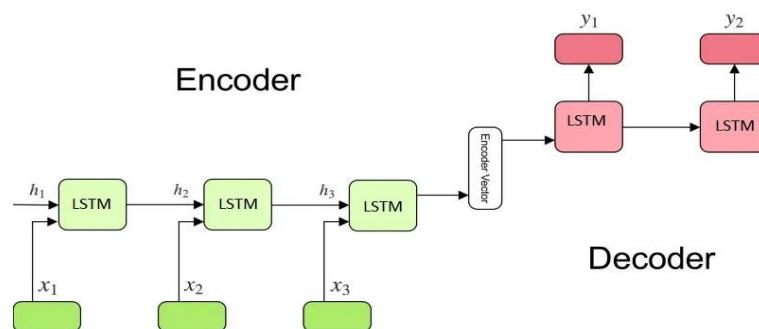 y₁
y₂
Encoder
LSTM
LSTM
Encoder Vector
h₁
h₂
h₃
LSTM
LSTM
LSTM
x₁
x₂
x₃
Decoder